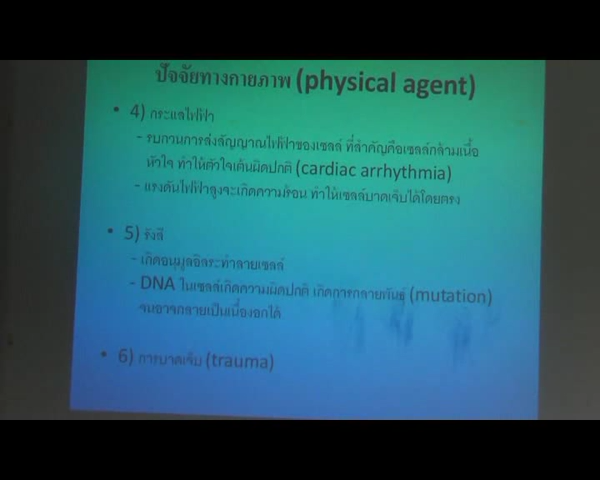 ปัจจัยทางกายภาพ (physical agent)
• 4) กระแสไฟฟ้า
- รบกวนการส่งสัญญาณไฟฟ้าของเซลล์ ที่สำคัญคือเซลล์กล้ามเนื้อ
หัวใจ ทำให้หัวใจเต้นผิดปกติ (cardiac arrhythmia)
- แรงดันไฟฟ้าสูงจะเกิดความร้อน ทำให้เซลล์บาดเจ็บได้โดยตรง
• 5) รังสี
- เกิดอนุมูลอิสระทำลายเซลล์
- DNA ในเซลล์เกิดความผิดปกติ เกิดการกลายพันธุ์ (mutation)
จนอาจกลายเป็นเนื้องอกได้
• 6) การบาดเจ็บ (trauma)